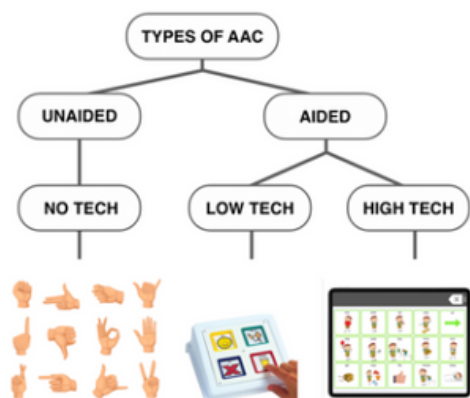 TYPES OF AAC
UNAIDED
AIDED
NO TECH
LOW TECH
HIGH TECH